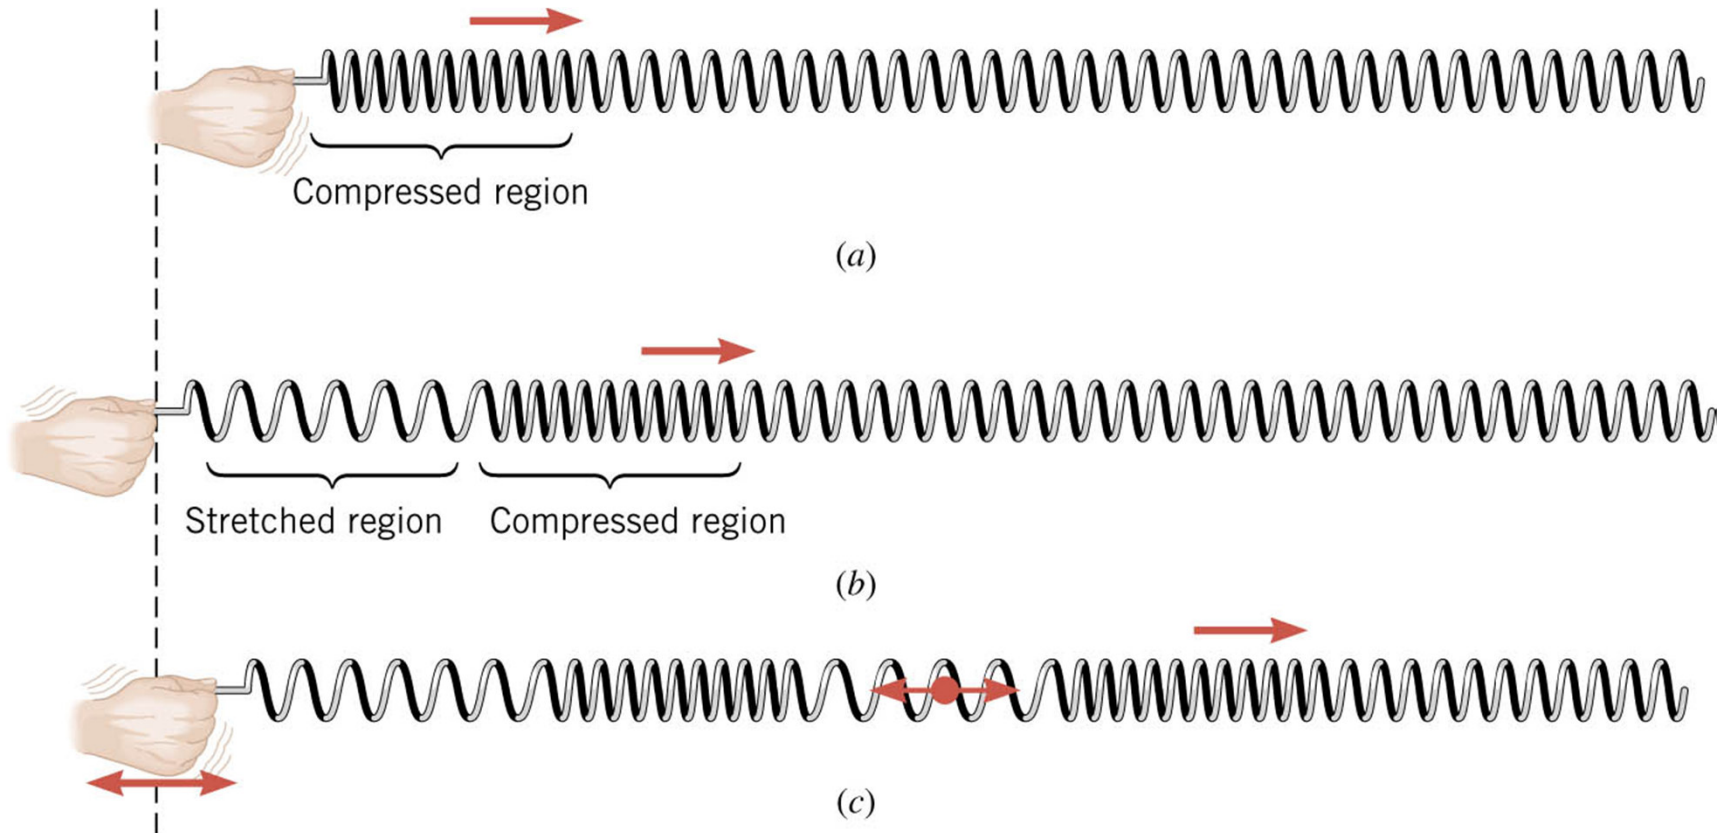 Compressed region
(a)
Stretched region Compressed region
(b)
(c)